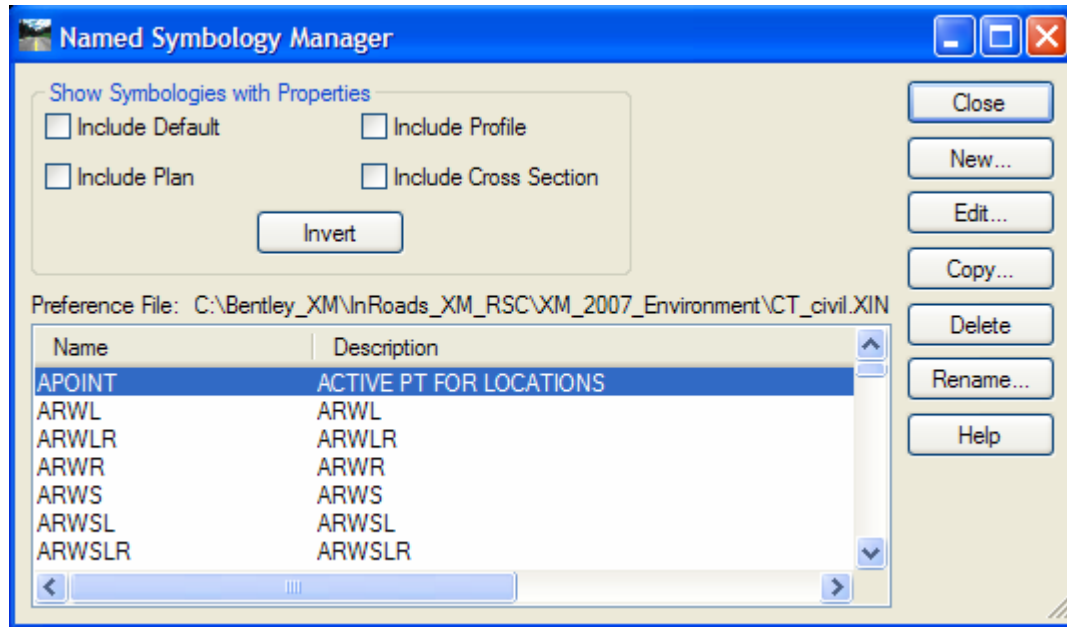 Named Symbology Manager
Show Symbologies with Properties
Include Default
Include Profile
Include Plan
Include Cross Section
Invert
Preference File: C:\Bentley_XM\InRoads_XM_RSC\XM_2007_Environment\CT_civil.XIN
Name Description
APOINT ACTIVE PT FOR LOCATIONS
ARWL ARWL
ARWLR ARWLR
ARWR ARWR
ARWS ARWS
ARWSL ARWSL
ARWSLR ARWSLR
Close
New...
Edit...
Copy...
Delete
Rename...
Help